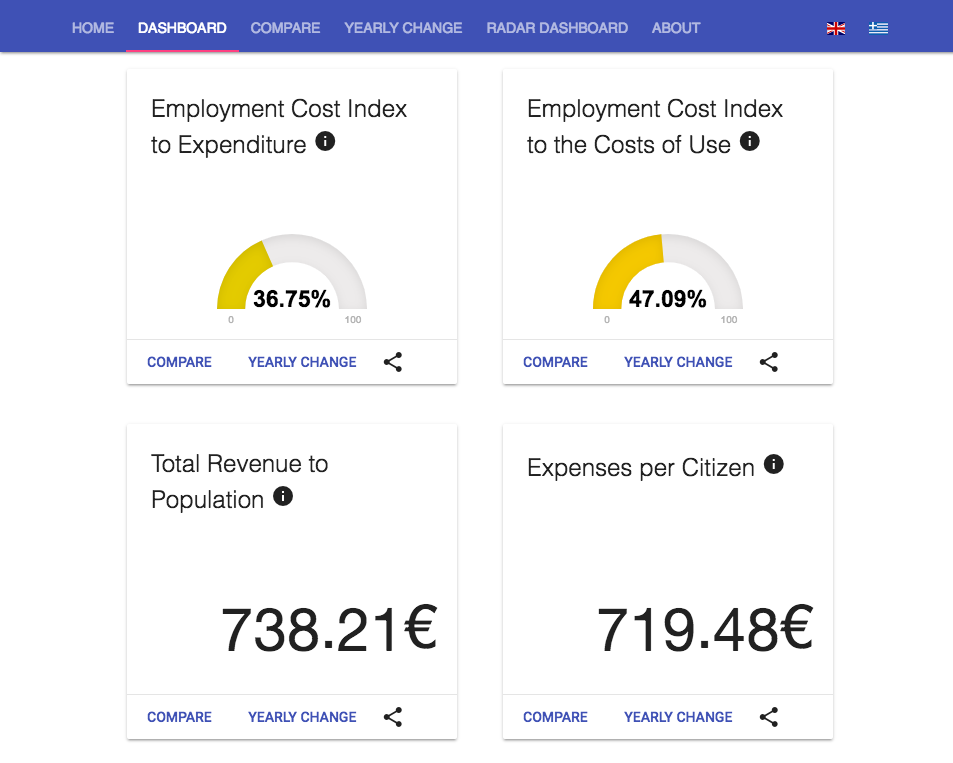 HOME DASHBOARD COMPARE YEARLY CHANGE RADAR DASHBOARD ABOUT
Employment Cost Index
to Expenditure
36.75%
0 100
COMPARE YEARLY CHANGE
Employment Cost Index
to the Costs of Use
47.09%
0 100
COMPARE YEARLY CHANGE
Total Revenue to
Population
738.21€
COMPARE YEARLY CHANGE
Expenses per Citizen
719.48€
COMPARE YEARLY CHANGE